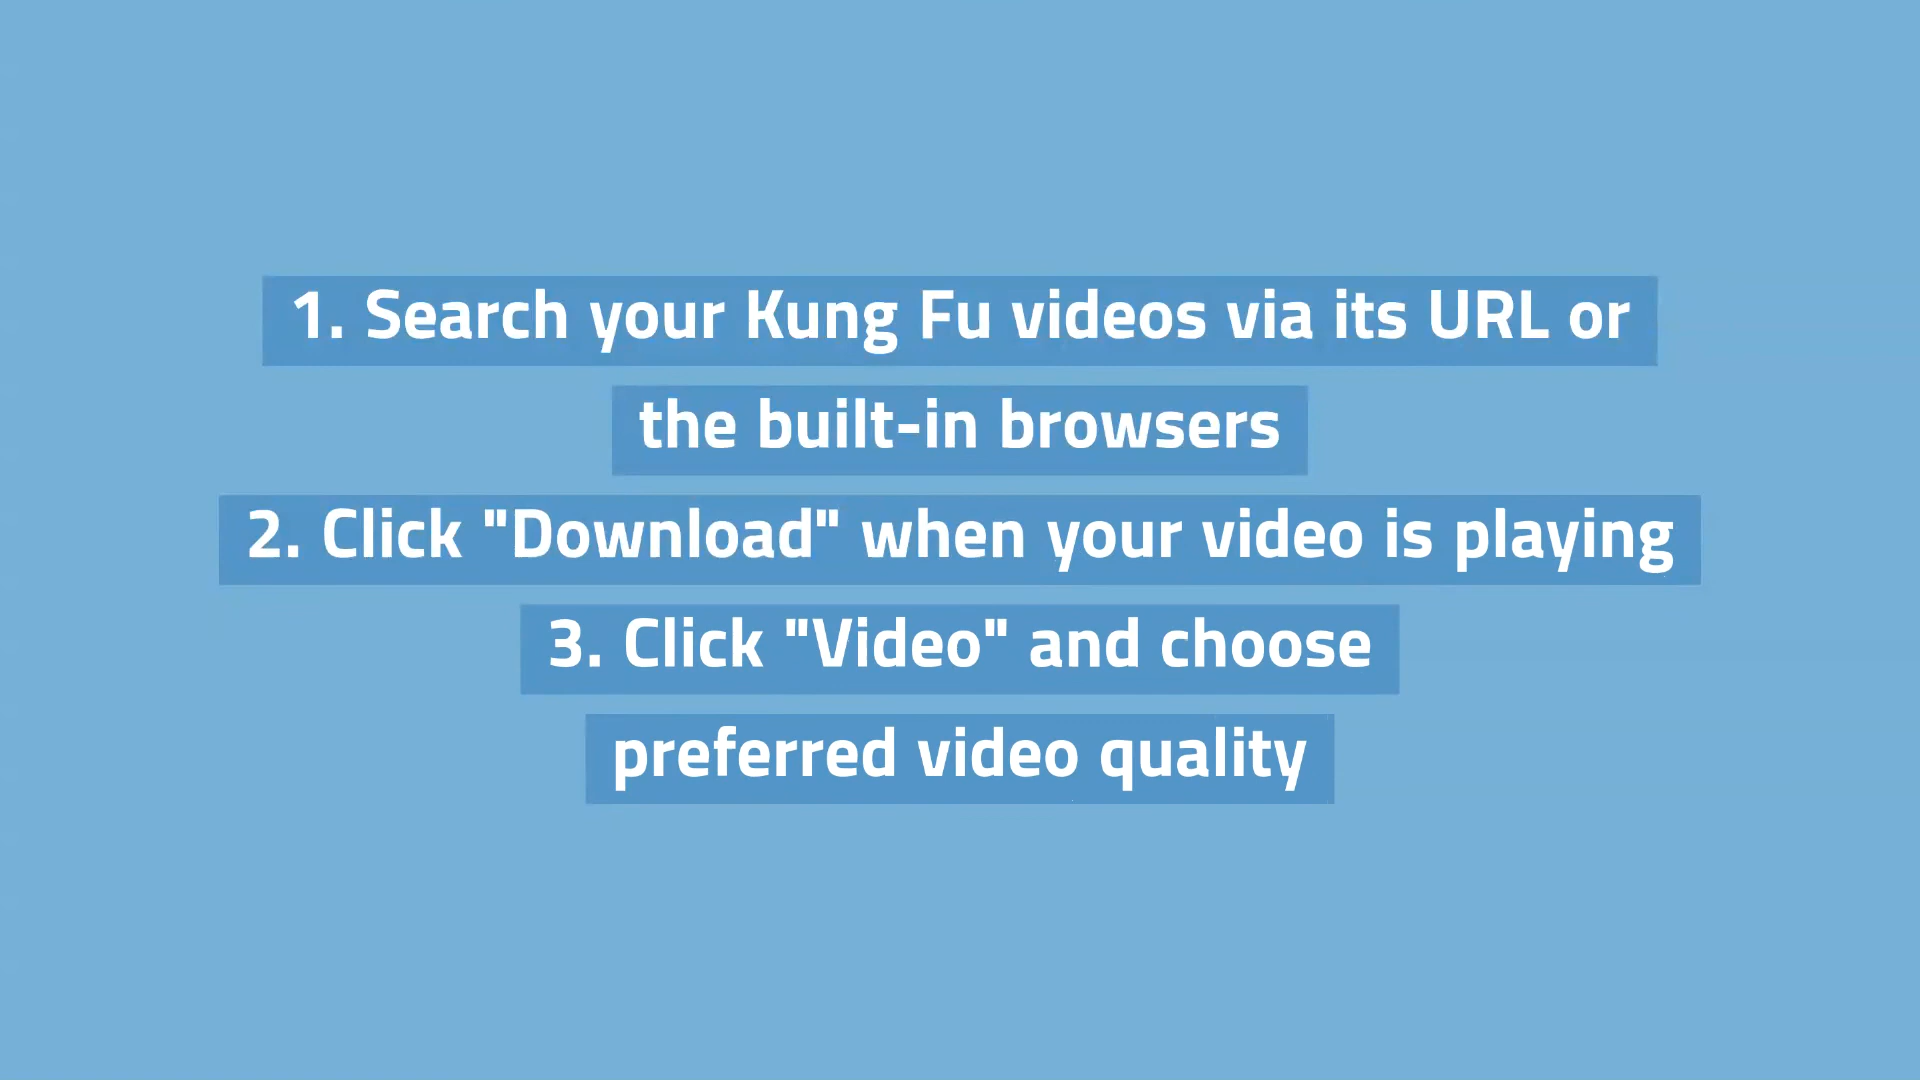 1. Search your Kung Fu videos via its URL or
the built-in browsers
2. Click "Download" when your video is playing
3. Click "Video" and choose
preferred video quality